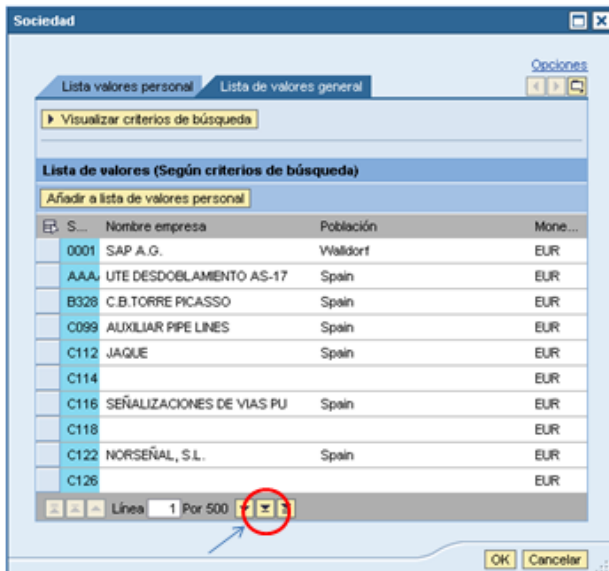 Sociedad
Opciones
Lista valores personal Lista de valores general
Visualizar criterios de búsqueda
Lista de valores (Según criterios de búsqueda)
Añadir a lista de valores personal
S... Nombre empresa Población Mone...
0001 SAP A.G. Walldorf EUR
AAA UTE DESDOBLAMIENTO AS-17 Spain EUR
B328 C.B.TORRE PICASSO Spain EUR
C099 AUXILIAR PIPE LINES Spain EUR
C112 JAQUE Spain EUR
C114 EUR
C116 SEÑALIZACIONES DE VIAS PU Spain EUR
C118 EUR
C122 NORSEÑAL, S.L. Spain EUR
C126 EUR
Línea 1 Por 500
OK Cancelar